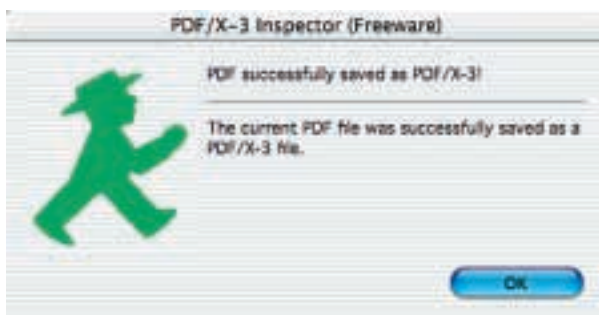 PDF/X-3 Inspector (Freeware)
PDF successfully saved as PDF/X-3!
The current PDF file was successfully saved as a
PDF/X-3 file.
OK